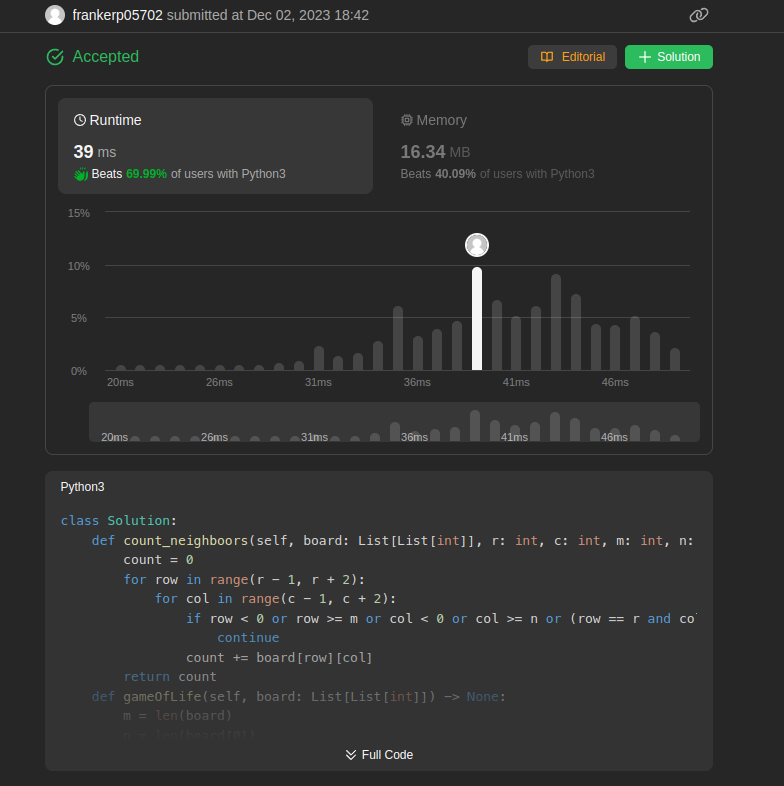 frankerp05702 submitted at Dec 02, 2023 18:42
Accepted
Editorial
Solution
Runtime
Memory
39 ms
16.34 MB
Beats 69.99% of users with Python3
Beats 40.09% of users with Python3
15%
10%
5%
0%
20ms 26ms 31ms 36ms 41ms 46ms
20ms 26ms 31ms 36ms 41ms 46ms
Python3
class Solution:
    def count_neighboors(self, board: List[List[int]], r: int, c: int, m: int, n:
        count = 0
        for row in range(r − 1, r + 2):
            for col in range(c − 1, c + 2):
                if row < 0 or row >= m or col < 0 or col >= n or (row == r and co
                    continue
                count += board[row][col]
        return count
    def gameOfLife(self, board: List[List[int]]) -> None:
        m = len(board)
        n = len(board[0])
Full Code